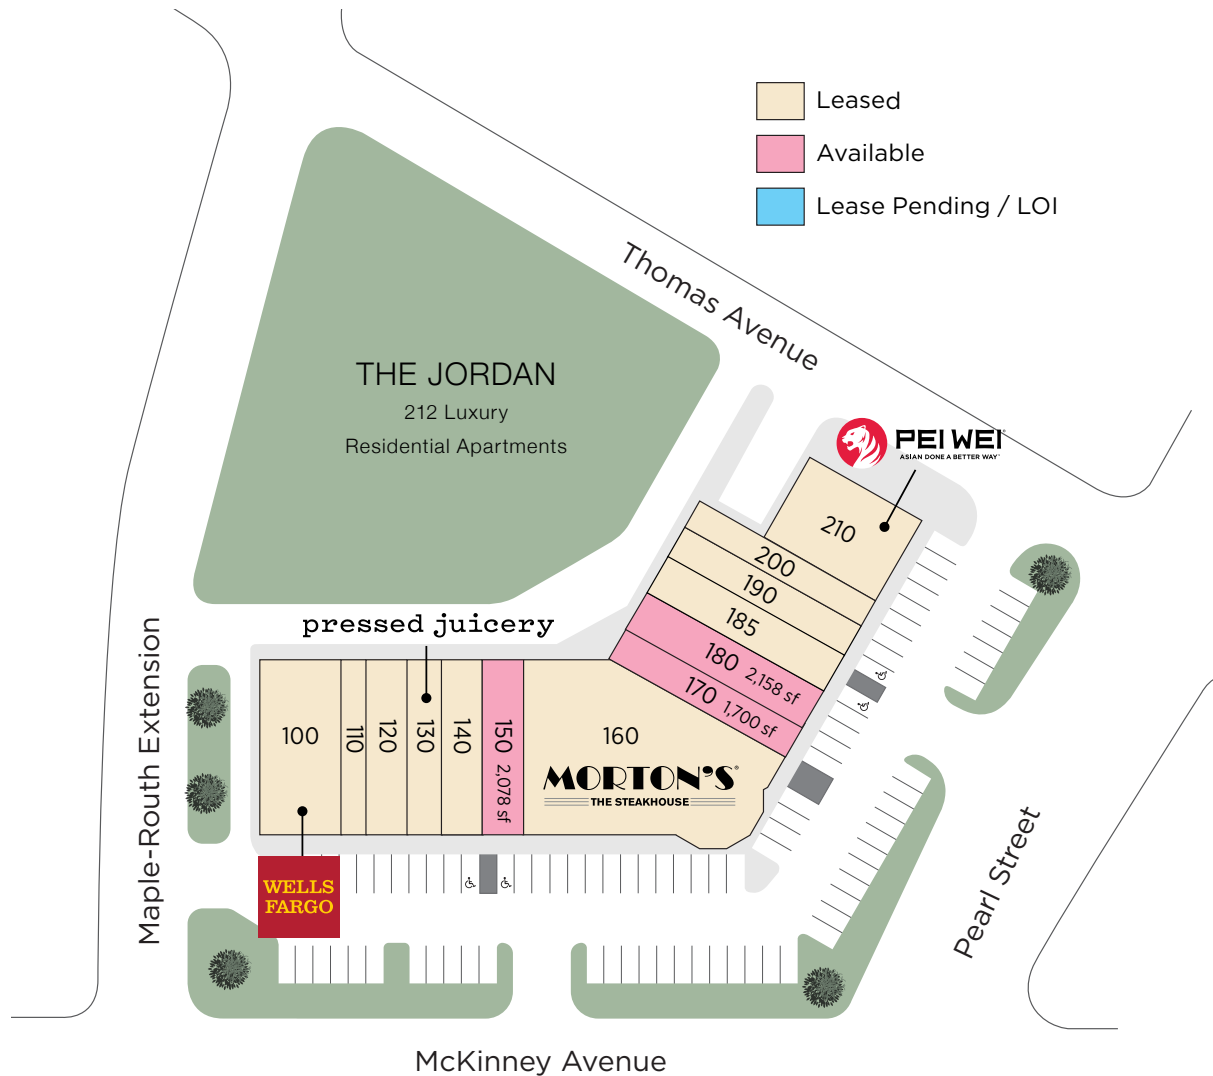 Leased
Available
Lease Pending / LOI
Thomas Avenue
THE JORDAN
212 Luxury
Residential Apartments
PEI WEI
ASIAN DONE A BETTER WAY
210
200
190
185
180 2,158 sf
170 1,700 sf
pressed juicery
100
110
120
130
140
150 2,078 sf
160
MORTON'S®
THE STEAKHOUSE
WELLS
FARGO
Maple-Routh Extension
Pearl Street
McKinney Avenue